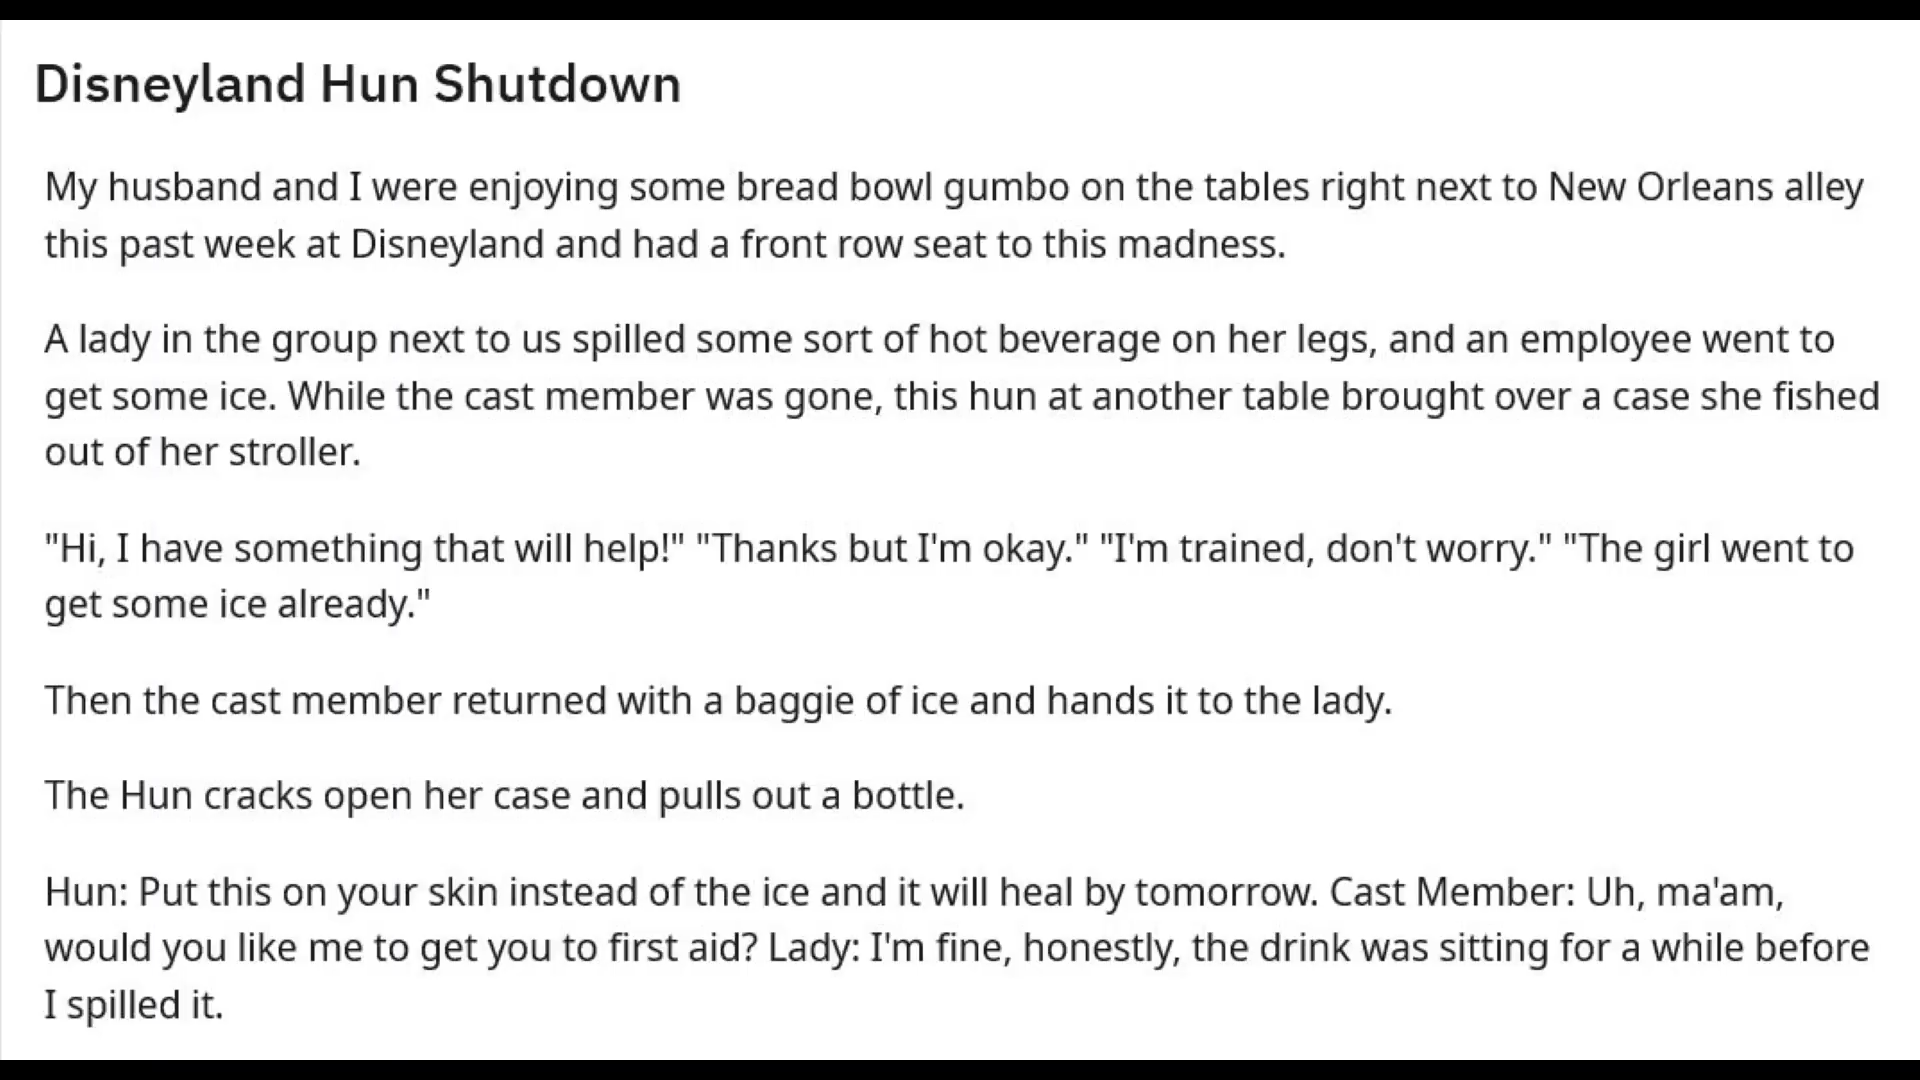 Disneyland Hun Shutdown
My husband and I were enjoying some bread bowl gumbo on the tables right next to New Orleans alley
this past week at Disneyland and had a front row seat to this madness.
A lady in the group next to us spilled some sort of hot beverage on her legs, and an employee went to
get some ice. While the cast member was gone, this hun at another table brought over a case she fished
out of her stroller.
"Hi, I have something that will help!" "Thanks but I'm okay." "I'm trained, don't worry." "The girl went to
get some ice already."
Then the cast member returned with a baggie of ice and hands it to the lady.
The Hun cracks open her case and pulls out a bottle.
Hun: Put this on your skin instead of the ice and it will heal by tomorrow. Cast Member: Uh, ma'am,
would you like me to get you to first aid? Lady: I'm fine, honestly, the drink was sitting for a while before
I spilled it.